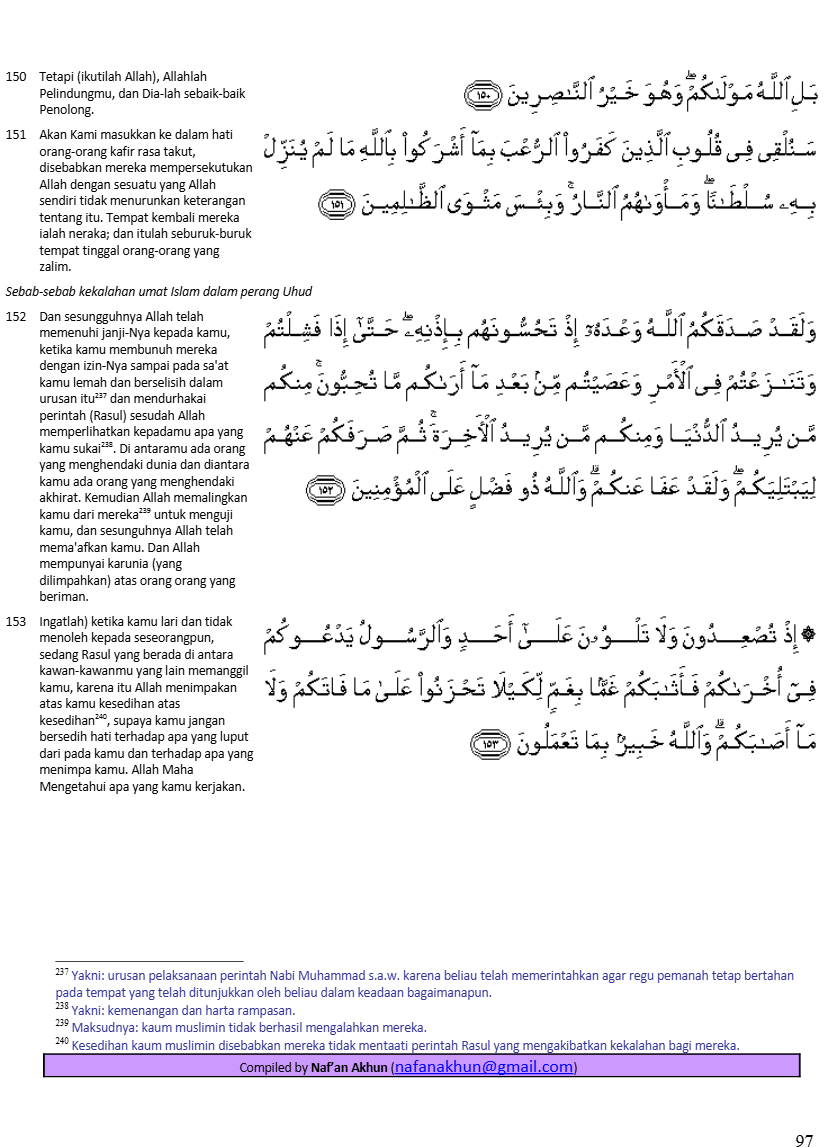 150 Tetapi (ikutilah Allah), Allahlah
Pelindungmu, dan Dia-lah sebaik-baik
Penolong.
بَلِ ٱللَّهُ مَوْلَىٰكُمْ ۖ وَهُوَ خَيْرُ ٱلنَّـٰصِرِينَ ﴿١٥٠﴾
151 Akan Kami masukkan ke dalam hati
orang-orang kafir rasa takut,
disebabkan mereka mempersekutukan
Allah dengan sesuatu yang Allah
sendiri tidak menurunkan keterangan
tentang itu. Tempat kembali mereka
ialah neraka; dan itulah seburuk-buruk
tempat tinggal orang-orang yang
zalim.
سَنُلْقِى فِى قُلُوبِ ٱلَّذِينَ كَفَرُوا۟ ٱلرُّعْبَ بِمَآ أَشْرَكُوا۟ بِٱللَّهِ مَا لَمْ يُنَزِّلْ
بِهِۦ سُلْطَـٰنًا ۖ وَمَأْوَىٰهُمُ ٱلنَّارُ ۚ وَبِئْسَ مَثْوَى ٱلظَّـٰلِمِينَ ﴿١٥١﴾
Sebab-sebab kekalahan umat Islam dalam perang Uhud
152 Dan sesungguhnya Allah telah
memenuhi janji-Nya kepada kamu,
ketika kamu membunuh mereka
dengan izin-Nya sampai pada sa'at
kamu lemah dan berselisih dalam
urusan itu²³⁷ dan mendurhakai
perintah (Rasul) sesudah Allah
memperlihatkan kepadamu apa yang
kamu sukai²³⁸. Di antaramu ada orang
yang menghendaki dunia dan diantara
kamu ada orang yang menghendaki
akhirat. Kemudian Allah memalingkan
kamu dari mereka²³⁹ untuk menguji
kamu, dan sesunguhnya Allah telah
mema'afkan kamu. Dan Allah
mempunyai karunia (yang
dilimpahkan) atas orang orang yang
beriman.
وَلَقَدْ صَدَقَكُمُ ٱللَّهُ وَعْدَهُۥٓ إِذْ تَحُسُّونَهُم بِإِذْنِهِۦ ۖ حَتَّىٰٓ إِذَا فَشِلْتُمْ
وَتَنَـٰزَعْتُمْ فِى ٱلْأَمْرِ وَعَصَيْتُم مِّنۢ بَعْدِ مَآ أَرَىٰكُم مَّا تُحِبُّونَ ۚ مِنكُم
مَّن يُرِيدُ ٱلدُّنْيَا وَمِنكُم مَّن يُرِيدُ ٱلْـَٔاخِرَةَ ۚ ثُمَّ صَرَفَكُمْ عَنْهُمْ
لِيَبْتَلِيَكُمْ ۖ وَلَقَدْ عَفَا عَنكُمْ ۗ وَٱللَّهُ ذُو فَضْلٍ عَلَى ٱلْمُؤْمِنِينَ ﴿١٥٢﴾
153 Ingatlah) ketika kamu lari dan tidak
menoleh kepada seseorangpun,
sedang Rasul yang berada di antara
kawan-kawanmu yang lain memanggil
kamu, karena itu Allah menimpakan
atas kamu kesedihan atas
kesedihan²⁴⁰, supaya kamu jangan
bersedih hati terhadap apa yang luput
dari pada kamu dan terhadap apa yang
menimpa kamu. Allah Maha
Mengetahui apa yang kamu kerjakan.
۞ إِذْ تُصْعِدُونَ وَلَا تَلْوُۥنَ عَلَىٰٓ أَحَدٍ وَٱلرَّسُولُ يَدْعُوكُمْ
فِىٓ أُخْرَىٰكُمْ فَأَثَـٰبَكُمْ غَمًّۢا بِغَمٍّ لِّكَيْلَا تَحْزَنُوا۟ عَلَىٰ مَا فَاتَكُمْ وَلَا
مَآ أَصَـٰبَكُمْ ۗ وَٱللَّهُ خَبِيرٌۢ بِمَا تَعْمَلُونَ ﴿١٥٣﴾
²³⁷ Yakni: urusan pelaksanaan perintah Nabi Muhammad s.a.w. karena beliau telah memerintahkan agar regu pemanah tetap bertahan
pada tempat yang telah ditunjukkan oleh beliau dalam keadaan bagaimanapun.
²³⁸ Yakni: kemenangan dan harta rampasan.
²³⁹ Maksudnya: kaum muslimin tidak berhasil mengalahkan mereka.
²⁴⁰ Kesedihan kaum muslimin disebabkan mereka tidak mentaati perintah Rasul yang mengakibatkan kekalahan bagi mereka.
Compiled by Naf’an Akhun (nafanakhun@gmail.com)
97